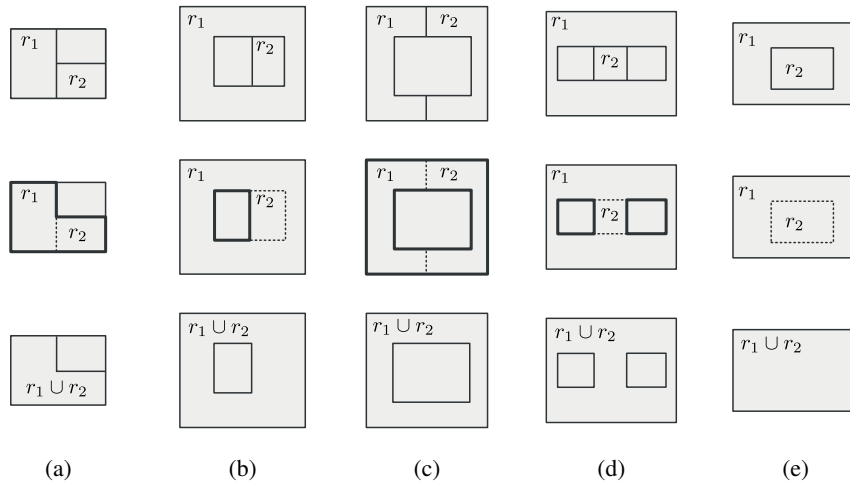 r₁ r₂ r₁ r₂ r₁ r₂ r₁ r₂ r₁ r₂
r₁ r₂ r₁ r₂ r₁ r₂ r₁ r₂ r₁ r₂
r₁ ∪ r₂ r₁ ∪ r₂ r₁ ∪ r₂ r₁ ∪ r₂ r₁ ∪ r₂
(a) (b) (c) (d) (e)